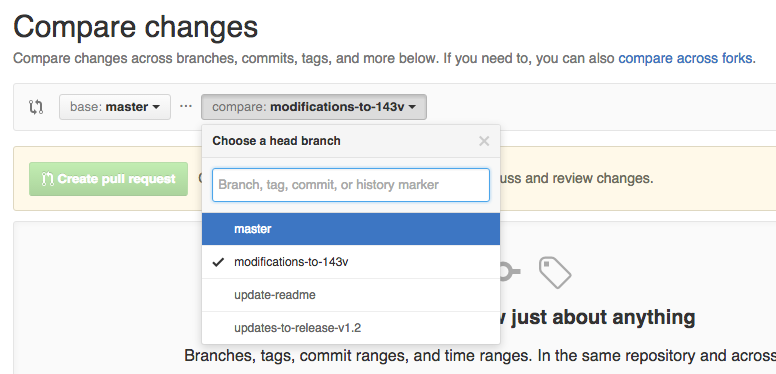 Compare changes
Compare changes across branches, commits, tags, and more below. If you need to, you can also compare across forks.
base: master ... compare: modifications-to-143v
Choose a head branch ×
Create pull request uss and review changes.
Branch, tag, commit, or history marker
master
modifications-to-143v
update-readme
just about anything
updates-to-release-v1.2
Branches, tags, commit ranges, and time ranges. In the same repository and across